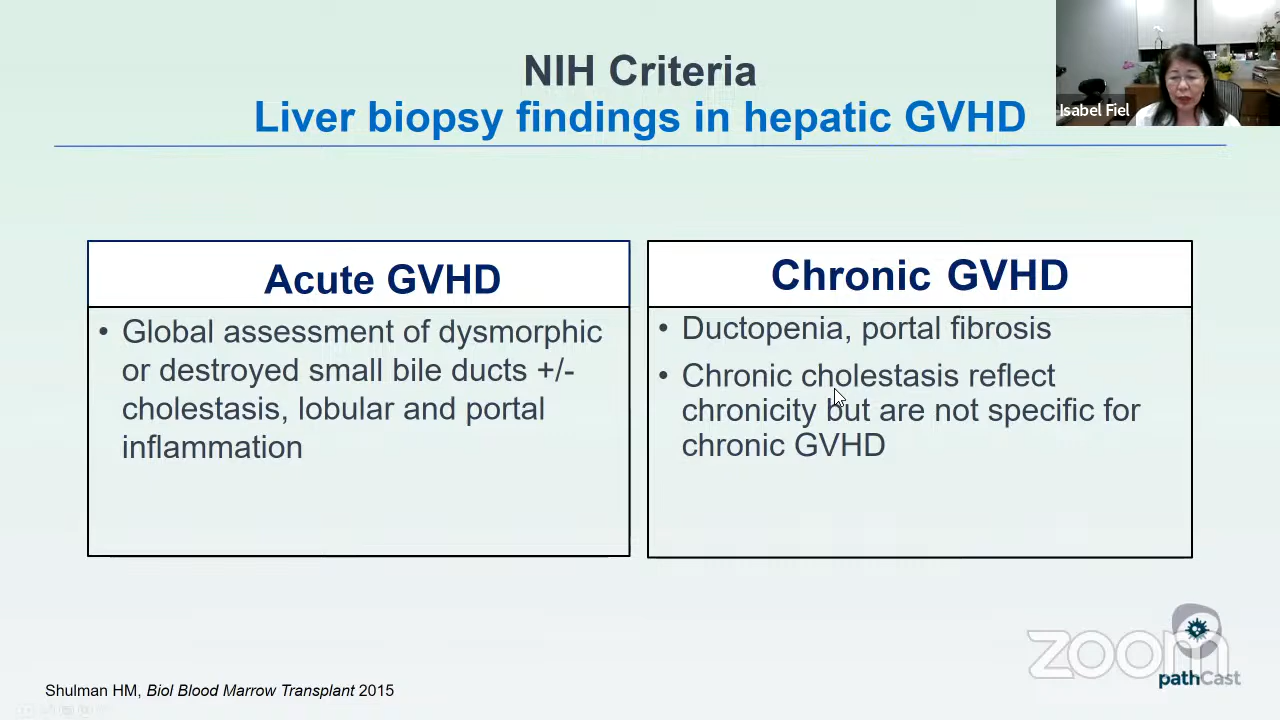 NIH Criteria
Liver biopsy findings in hepatic GVHD
Isabel Fiel
Acute GVHD
• Global assessment of dysmorphic
or destroyed small bile ducts +/-
cholestasis, lobular and portal
inflammation
Chronic GVHD
• Ductopenia, portal fibrosis
• Chronic cholestasis reflect
chronicity but are not specific for
chronic GVHD
zoom
pathCast
Shulman HM, Biol Blood Marrow Transplant 2015